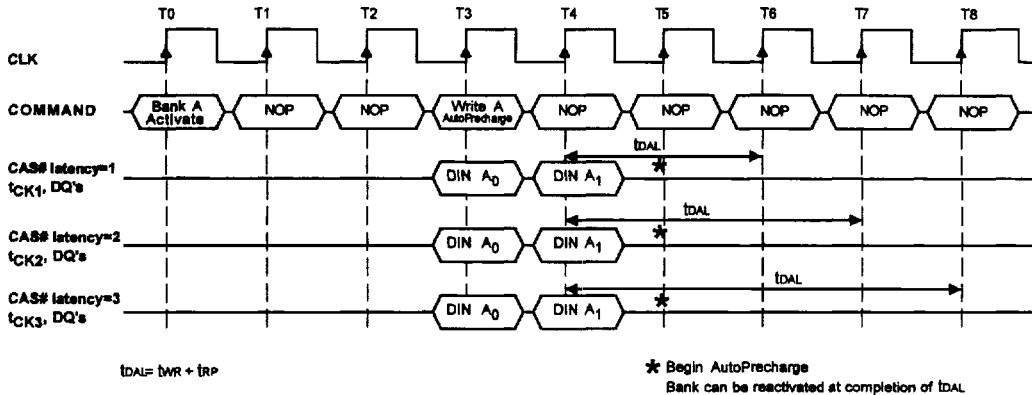 T0 T1 T2 T3 T4 T5 T6 T7 T8
CLK
COMMAND
Bank A
Activate
NOP
NOP
Write A
AutoPrecharge
NOP
NOP
NOP
NOP
NOP
tDAL
CAS# latency=1
tCK1, DQ's
DIN A0
DIN A1
*
tDAL
CAS# latency=2
tCK2, DQ's
DIN A0
DIN A1
*
tDAL
CAS# latency=3
tCK3, DQ's
DIN A0
DIN A1
*
tDAL= tWR + tRP
* Begin AutoPrecharge
Bank can be reactivated at completion of tDAL